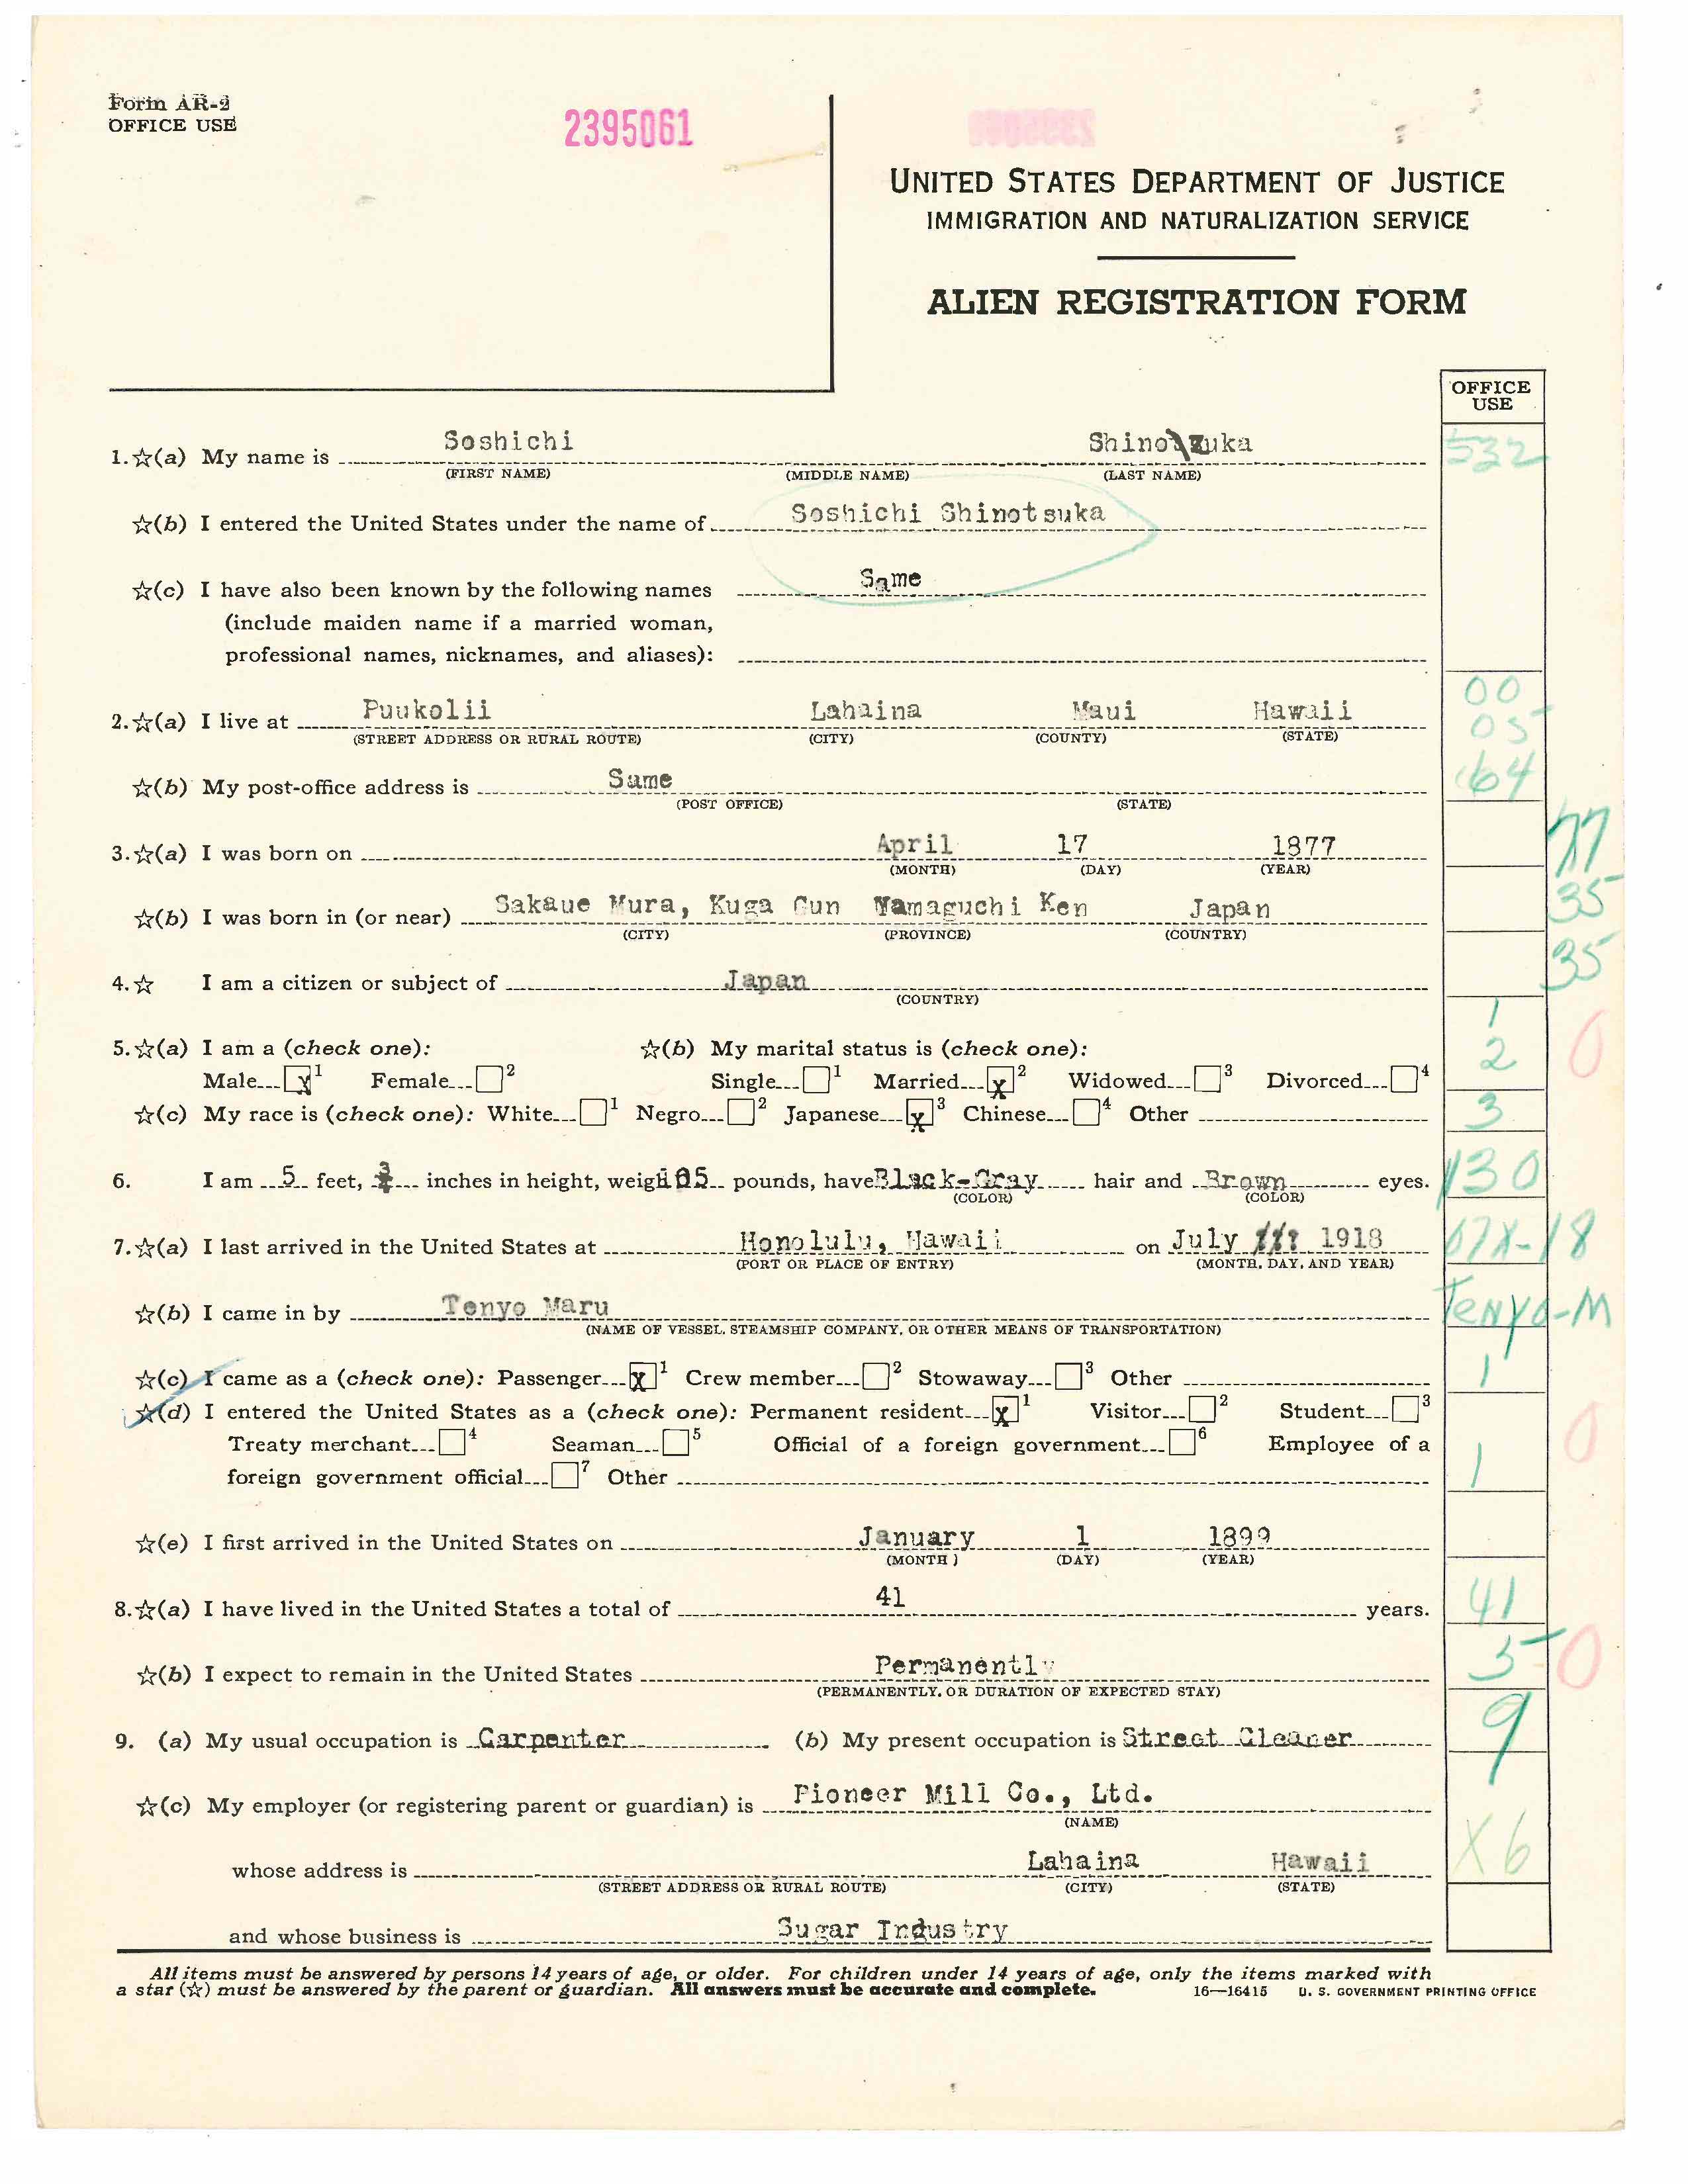 Form AR-2
OFFICE USE
2395061
UNITED STATES DEPARTMENT OF JUSTICE
IMMIGRATION AND NATURALIZATION SERVICE
ALIEN REGISTRATION FORM
OFFICE USE
1. ☆(a) My name is Soshichi Shinozuka 532
(FIRST NAME) (MIDDLE NAME) (LAST NAME)
☆(b) I entered the United States under the name of Soshichi Shinotsuka
☆(c) I have also been known by the following names Same
(include maiden name if a married woman,
professional names, nicknames, and aliases):
2. ☆(a) I live at Puukolii Lahaina Maui Hawaii 00 05
(STREET ADDRESS OR RURAL ROUTE) (CITY) (COUNTY) (STATE)
☆(b) My post-office address is Same 64
(POST OFFICE) (STATE)
3. ☆(a) I was born on April 17 1877 77
(MONTH) (DAY) (YEAR)
☆(b) I was born in (or near) Sakaue Mura, Kuga Gun Yamaguchi Ken Japan 35
(CITY) (PROVINCE) (COUNTRY)
4. ☆ I am a citizen or subject of Japan 35
(COUNTRY)
5. ☆(a) I am a (check one): ☆(b) My marital status is (check one): 1 2 0
Male x 1 Female 2 Single 1 Married x 2 Widowed 3 Divorced 4
☆(c) My race is (check one): White 1 Negro 2 Japanese x 3 Chinese 4 Other 3
6. I am 5 feet, 3 inches in height, weigh 105 pounds, have Black-Gray hair and Brown eyes. 130
(COLOR) (COLOR)
7. ☆(a) I last arrived in the United States at Honolulu, Hawaii on July 1918 07X-18
(PORT OR PLACE OF ENTRY) (MONTH, DAY, AND YEAR)
☆(b) I came in by Tenyo Maru Tenyo-M
(NAME OF VESSEL, STEAMSHIP COMPANY, OR OTHER MEANS OF TRANSPORTATION)
☆(c) I came as a (check one): Passenger x 1 Crew member 2 Stowaway 3 Other 1
☆(d) I entered the United States as a (check one): Permanent resident x 1 Visitor 2 Student 3
Treaty merchant 4 Seaman 5 Official of a foreign government 6 Employee of a 1 0
foreign government official 7 Other
☆(e) I first arrived in the United States on January 1 1899
(MONTH) (DAY) (YEAR)
8. ☆(a) I have lived in the United States a total of 41 years. 41
☆(b) I expect to remain in the United States Permanently 5 0
(PERMANENTLY, OR DURATION OF EXPECTED STAY)
9. (a) My usual occupation is Carpenter (b) My present occupation is Street Cleaner 9
☆(c) My employer (or registering parent or guardian) is Pioneer Mill Co., Ltd.
(NAME)
whose address is Lahaina Hawaii X6
(STREET ADDRESS OR RURAL ROUTE) (CITY) (STATE)
and whose business is Sugar Industry
All items must be answered by persons 14 years of age, or older. For children under 14 years of age, only the items marked with
a star (☆) must be answered by the parent or guardian. All answers must be accurate and complete. 16—16415 U. S. GOVERNMENT PRINTING OFFICE